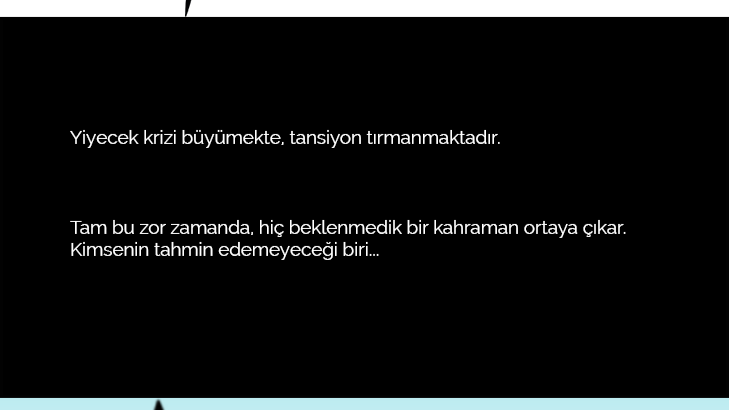 Yiyecek krizi büyümekte, tansiyon tırmanmaktadır.
Tam bu zor zamanda, hiç beklenmedik bir kahraman ortaya çıkar.
Kimsenin tahmin edemeyeceği biri...